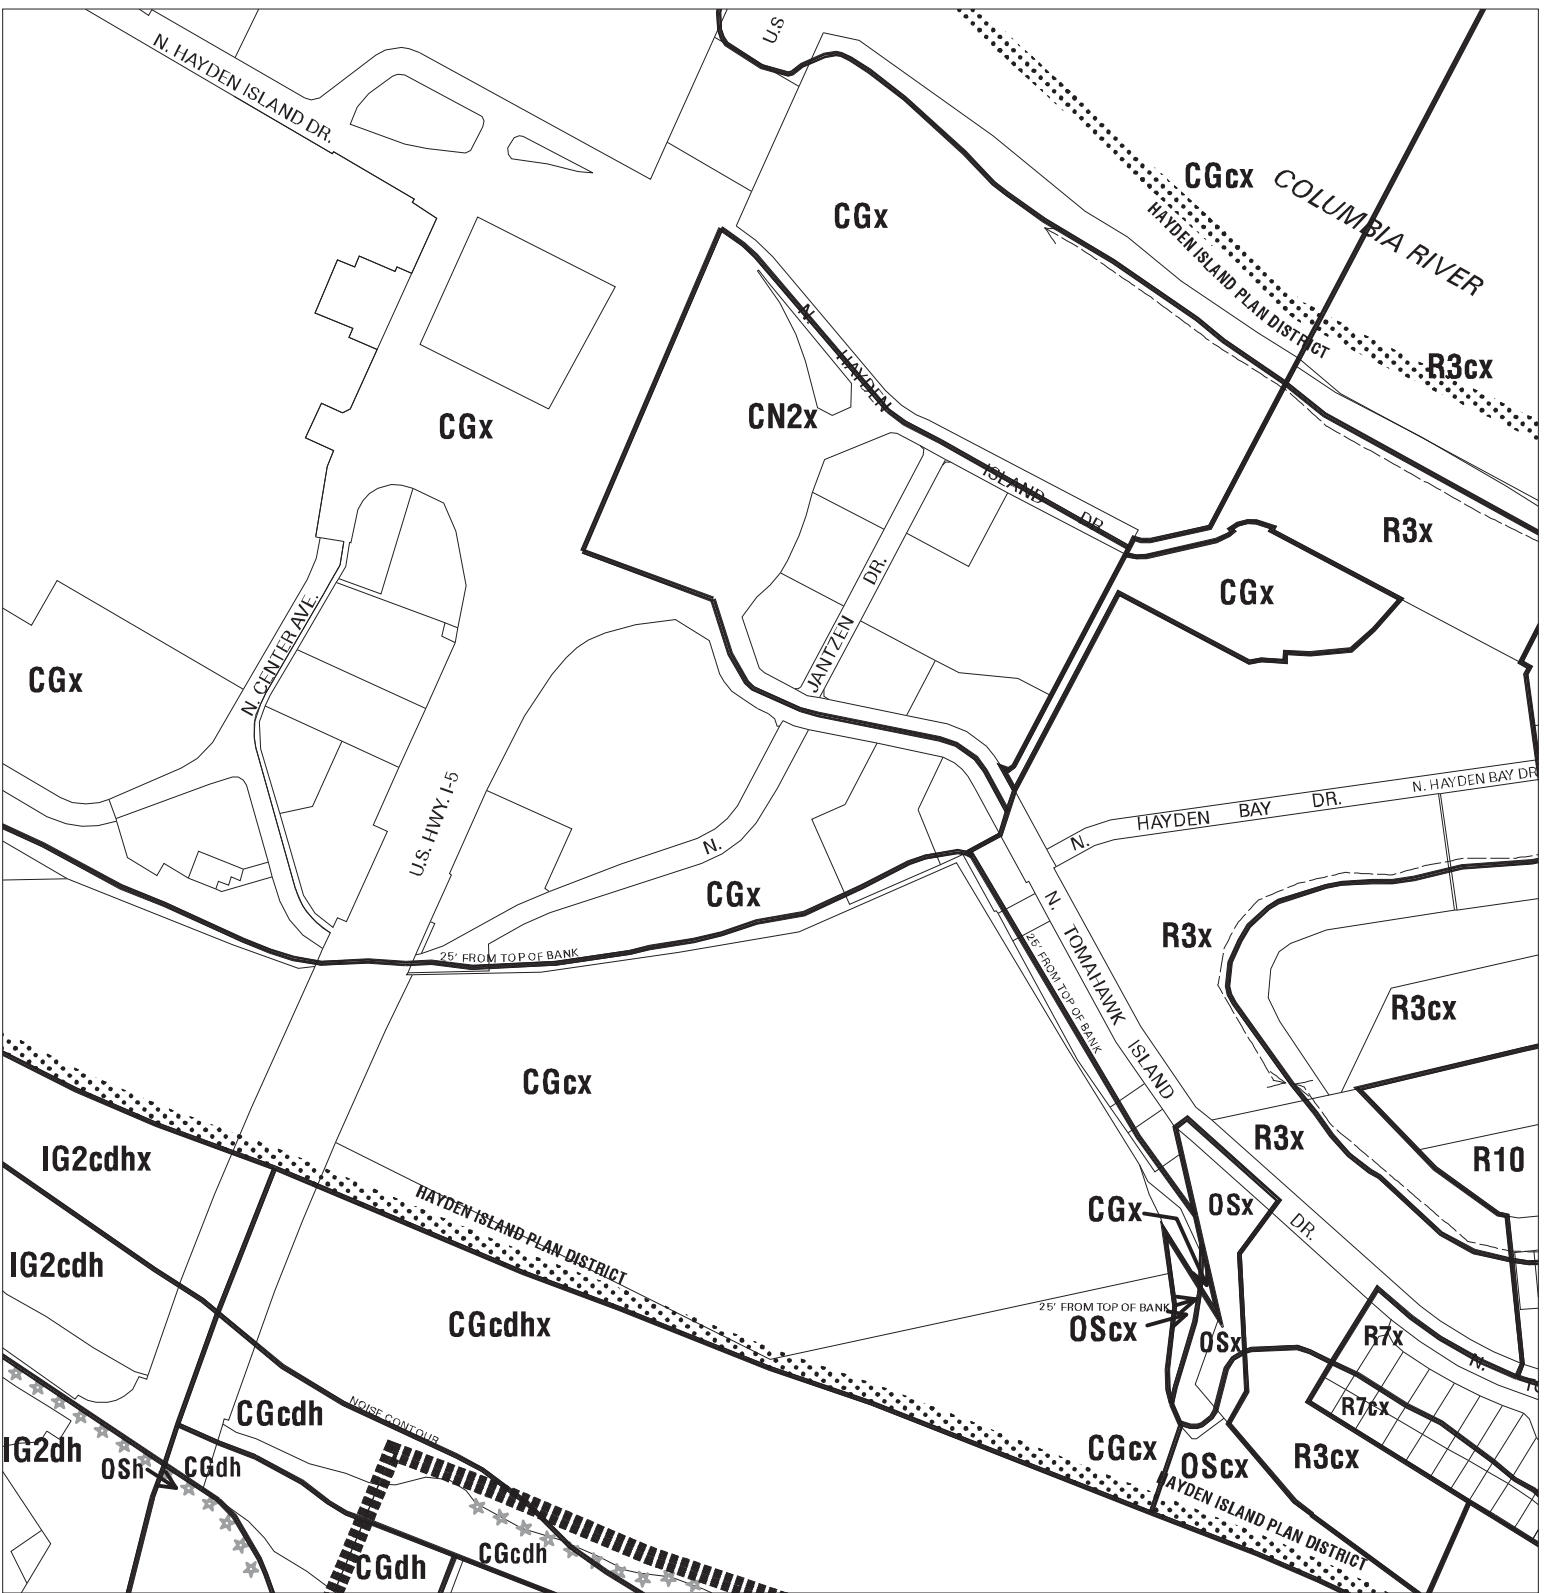 U.S
N. HAYDEN ISLAND DR.
CGcx
COLUMBIA RIVER
CGx
HAYDEN ISLAND PLAN DISTRICT
N. HAYDEN ISLAND DR.
R3cx
CN2x
CGx
R3x
CGx
JANTZEN DR.
N. CENTER AVE.
CGx
N. HAYDEN BAY DR
U.S. HWY. I-5
N. HAYDEN BAY DR.
N.
CGx
N. TOMAHAWK ISLAND DR.
R3x
25' FROM TOP OF BANK
25' FROM TOP OF BANK
R3cx
CGcx
R3x
IG2cdhx
R10
HAYDEN ISLAND PLAN DISTRICT
CGx
OSx
IG2cdh
25' FROM TOP OF BANK
CGcdhx
OScx
OSx
R7x
N.
CGcdh
NOISE CONTOUR
R7cx
IG2dh
OSh
CGdh
CGcx
OScx
R3cx
HAYDEN ISLAND PLAN DISTRICT
CGcdh
CGdh